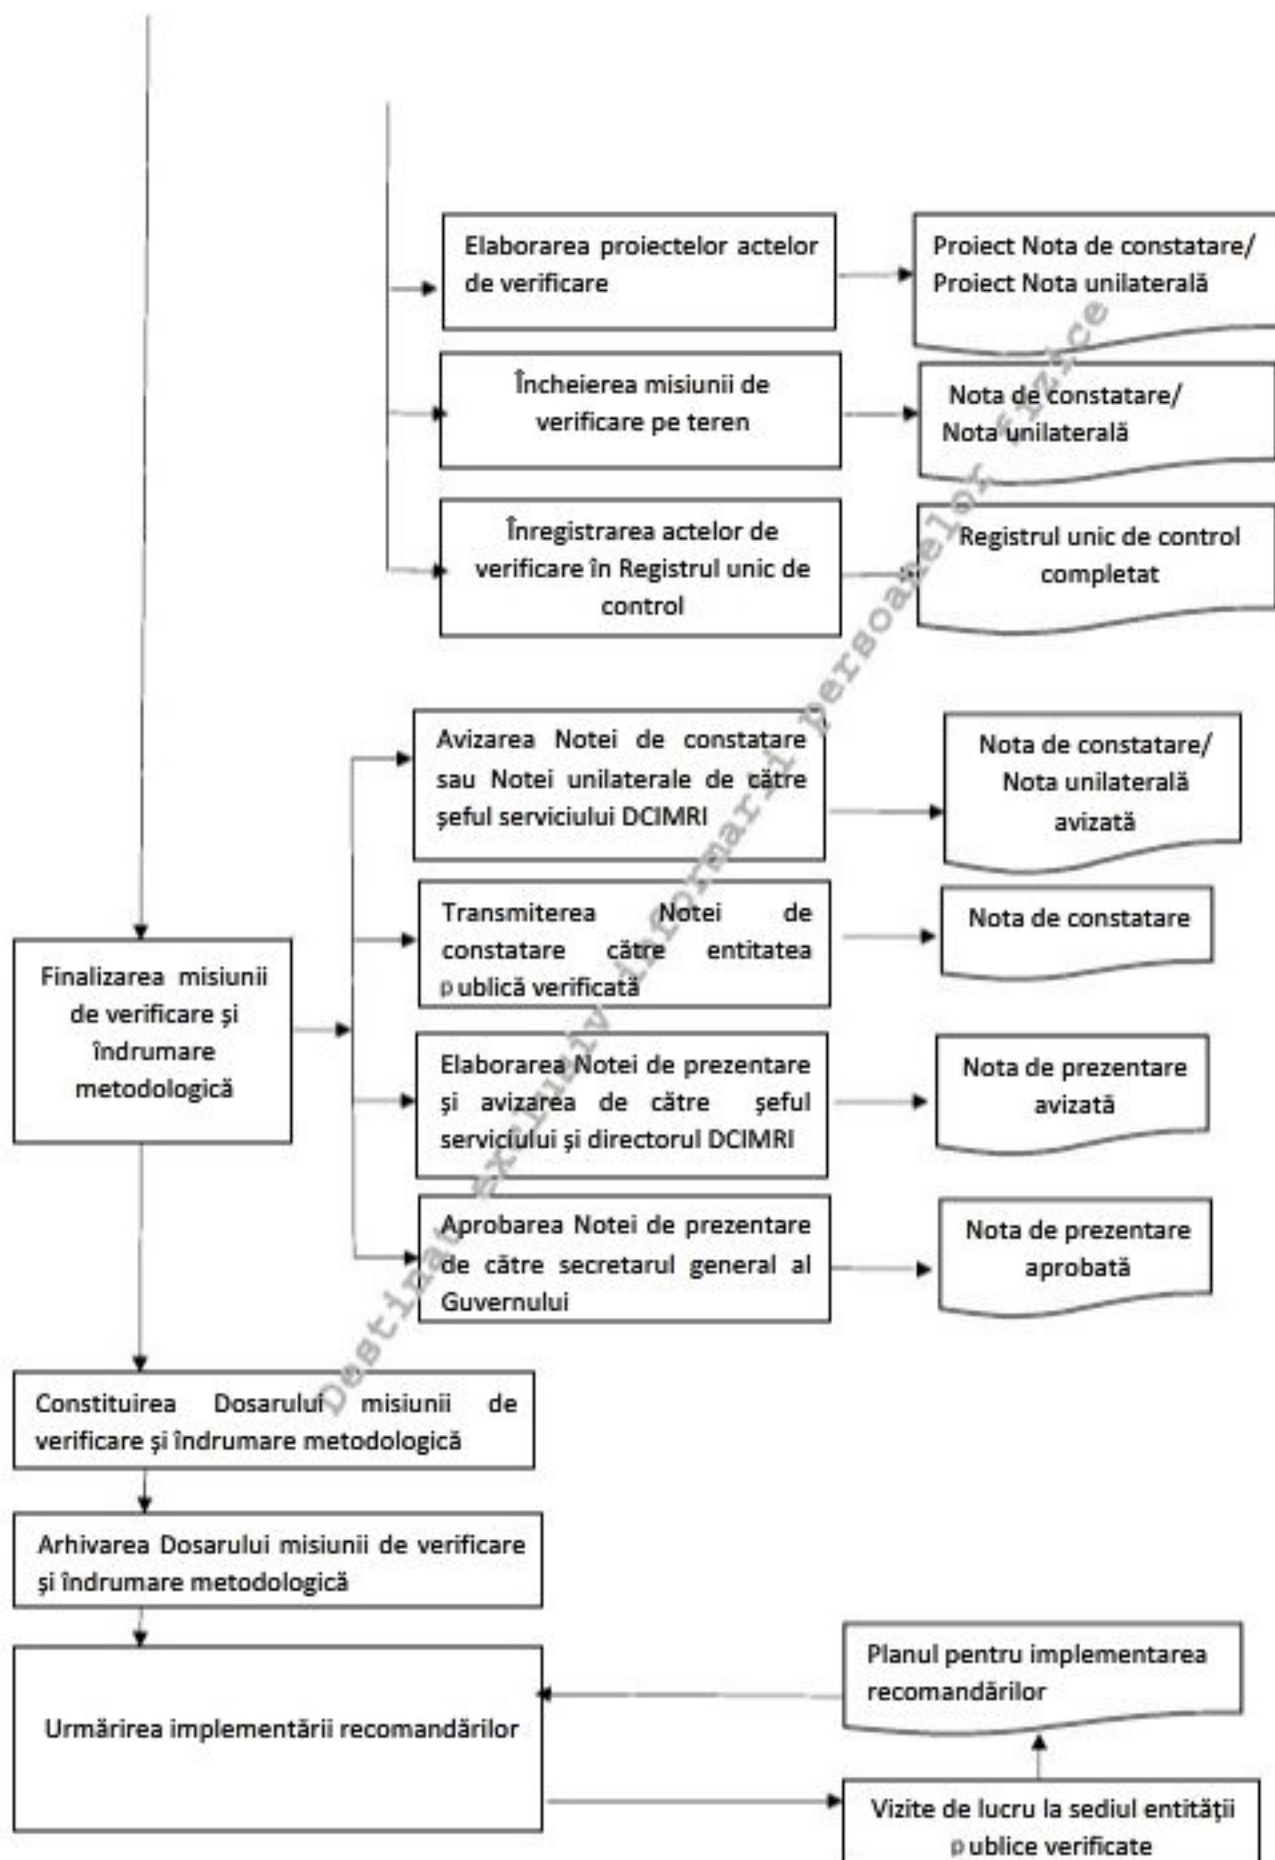 Elaborarea proiectelor actelor
de verificare
Proiect Nota de constatare/
Proiect Nota unilaterală
Încheierea misiunii de
verificare pe teren
Nota de constatare/
Nota unilaterală
Înregistrarea actelor de
verificare în Registrul unic de
control
Registrul unic de control
completat
Avizarea Notei de constatare
sau Notei unilaterale de către
şeful serviciului DCIMRI
Nota de constatare/
Nota unilaterală
avizată
Transmiterea Notei de
constatare către entitatea
publică verificată
Nota de constatare
Finalizarea misiunii
de verificare şi
îndrumare
metodologică
Elaborarea Notei de prezentare
şi avizarea de către şeful
serviciului şi directorul DCIMRI
Nota de prezentare
avizată
Aprobarea Notei de prezentare
de către secretarul general al
Guvernului
Nota de prezentare
aprobată
Constituirea Dosarului misiunii de
verificare şi îndrumare metodologică
Arhivarea Dosarului misiunii de verificare
şi îndrumare metodologică
Urmărirea implementării recomandărilor
Planul pentru implementarea
recomandărilor
Vizite de lucru la sediul entităţii
publice verificate
Destinat exclusiv informarii persoanelor fizice